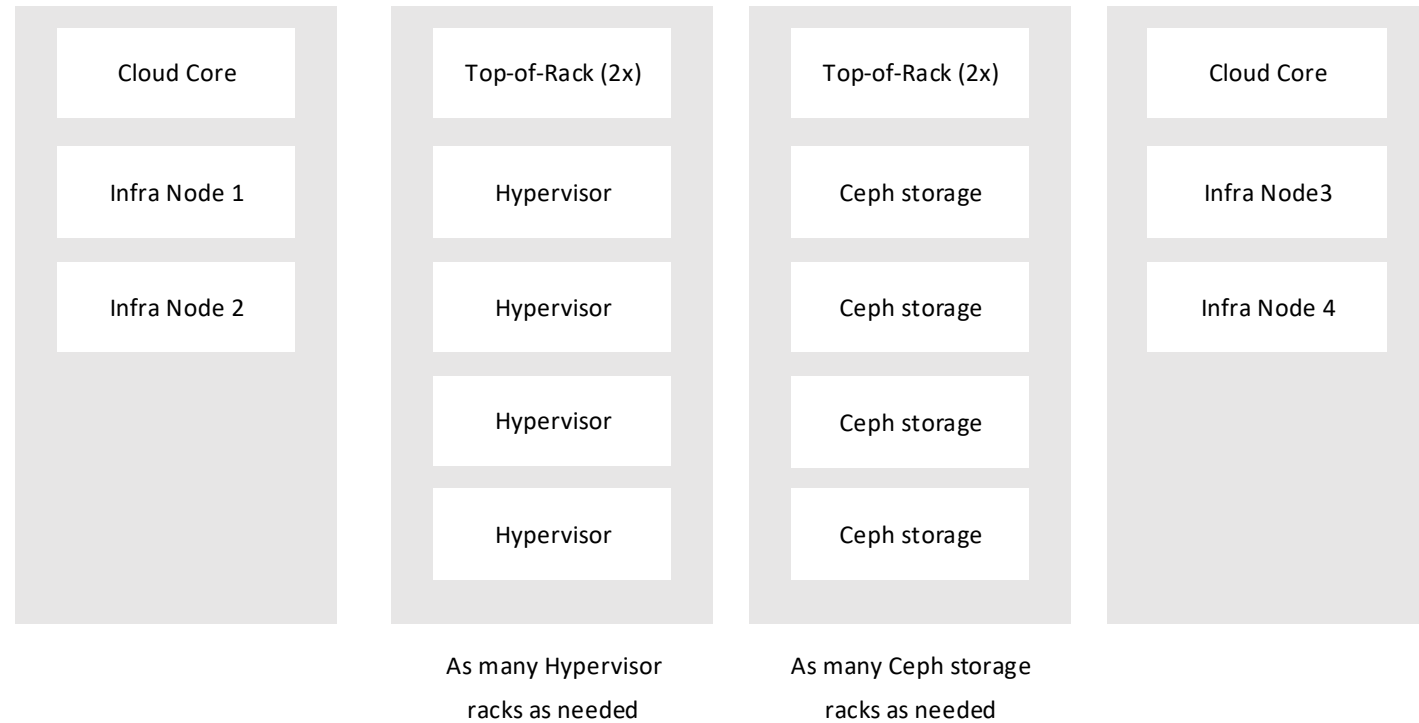 Cloud Core
Infra Node 1
Infra Node 2
Top-of-Rack (2x)
Hypervisor
Hypervisor
Hypervisor
Hypervisor
As many Hypervisor
racks as needed
Top-of-Rack (2x)
Ceph storage
Ceph storage
Ceph storage
Ceph storage
As many Ceph storage
racks as needed
Cloud Core
Infra Node3
Infra Node 4